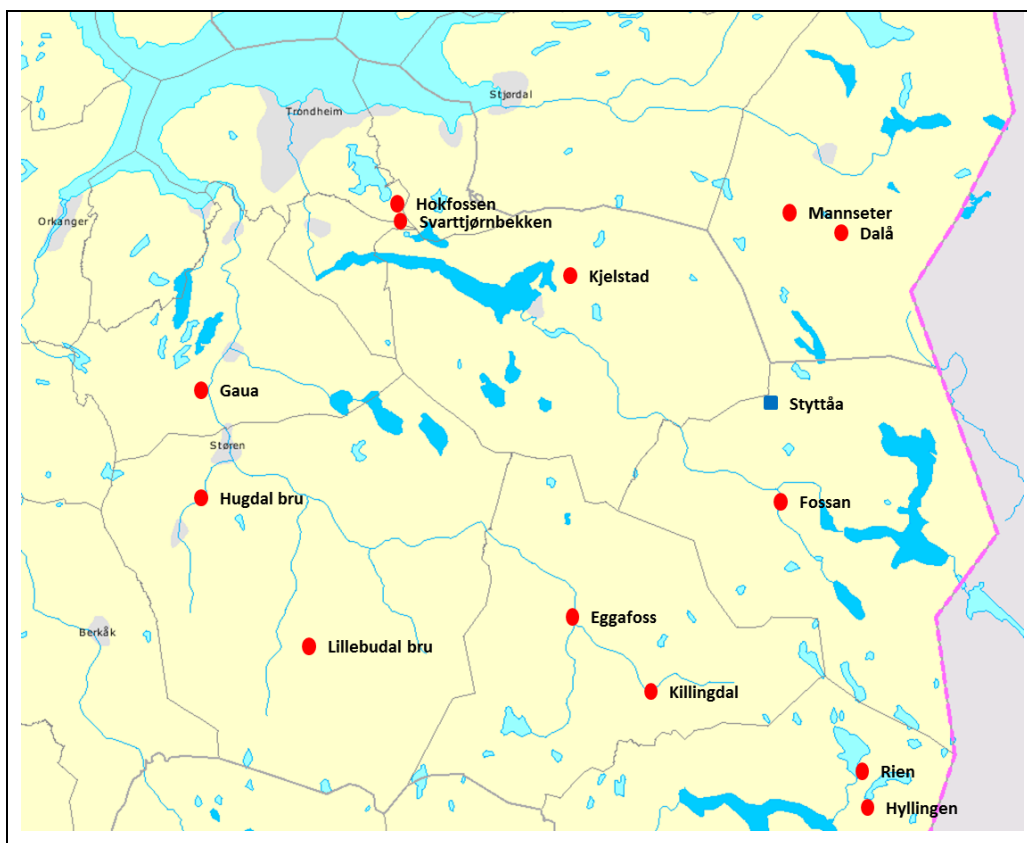 Stjørdal
Trondheim
Hokfossen
Mannseter
Orkanger
Svarttjørnbekken
Dalå
Kjelstad
Gaua
Styttåa
Støren
Hugdal bru
Fossan
Eggafoss
Berkåk
Lillebudal bru
Killingdal
Rien
Hyllingen